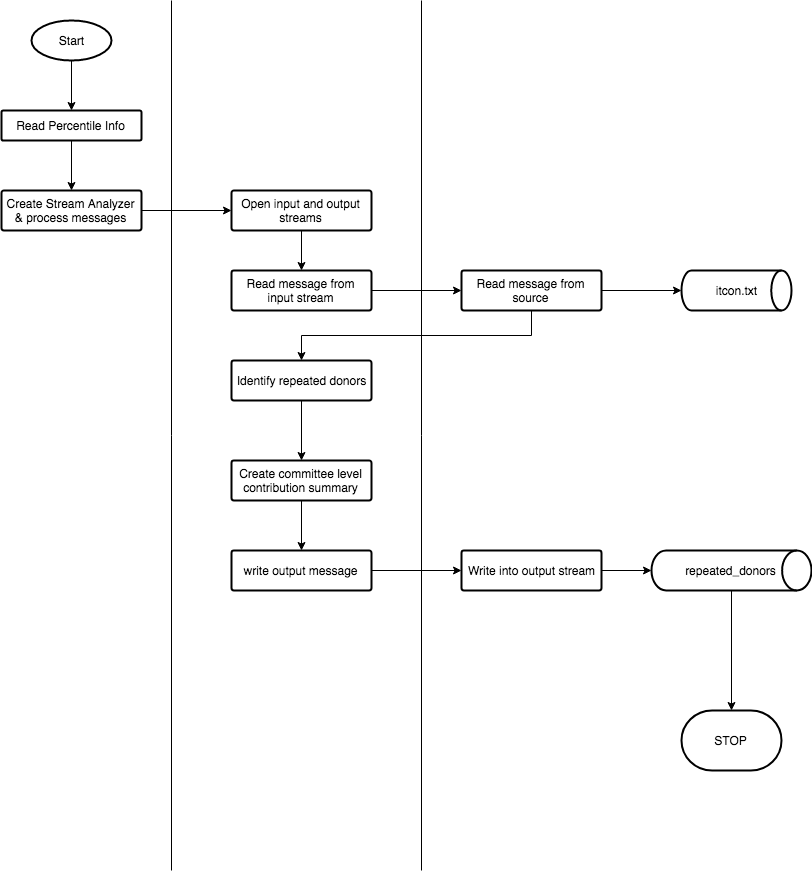 Start
Read Percentile Info
Create Stream Analyzer
& process messages
Open input and output
streams
Read message from
input stream
Read message from
source
itcon.txt
Identify repeated donors
Create committee level
contribution summary
write output message
Write into output stream
repeated_donors
STOP